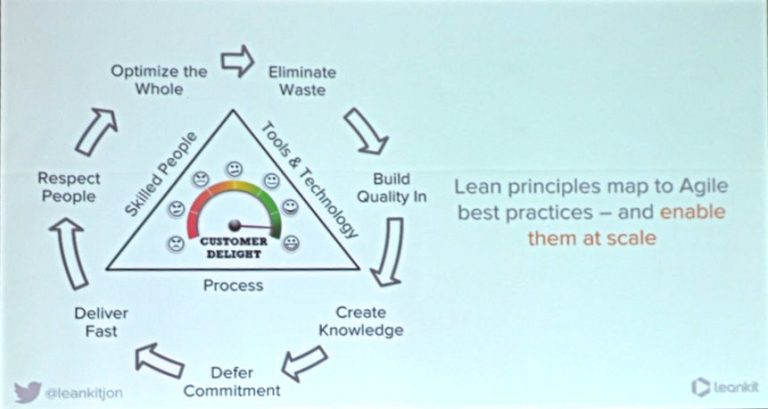 Optimize the
Whole
Eliminate
Waste
Build
Quality In
Create
Knowledge
Defer
Commitment
Deliver
Fast
Respect
People
Skilled People
Tools & Technology
Process
CUSTOMER
DELIGHT
Lean principles map to Agile
best practices – and enable
them at scale
@leankitjon
leankit